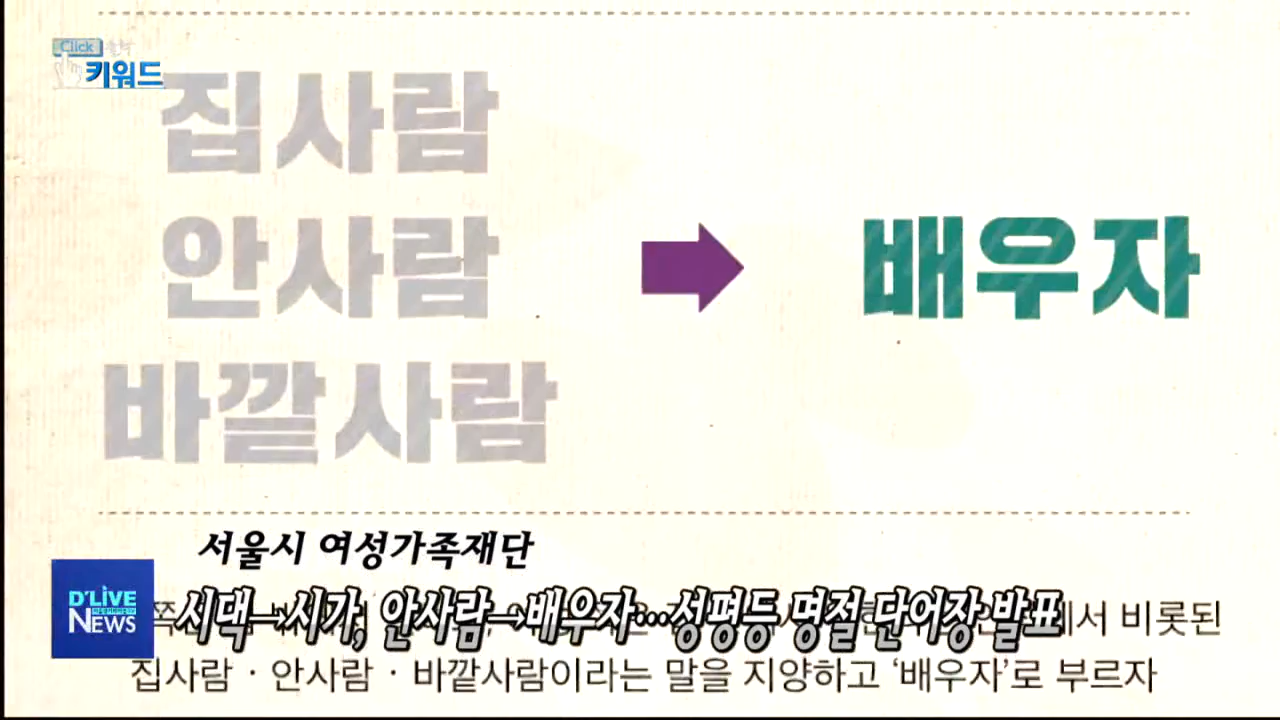 Click
키워드
집사람
안사람
바깥사람
배우자
서울시 여성가족재단
D'LIVE
NEWS
시댁→시가, 안사람→배우자…성평등 명절 단어장 발표
서 비롯된
집사람 · 안사람 · 바깥사람이라는 말을 지양하고 ‘배우자’로 부르자